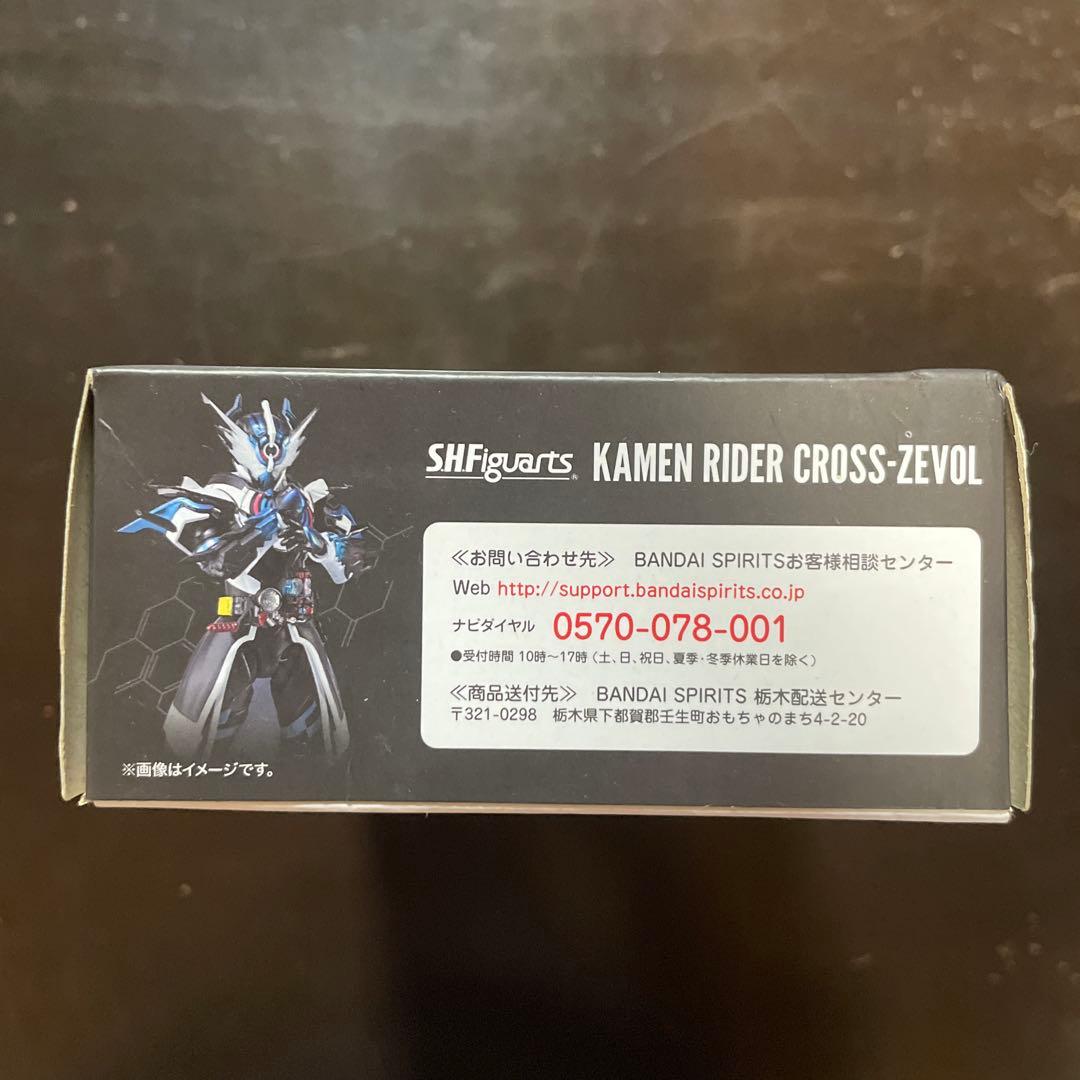 S.H.Figuarts® KAMEN RIDER CROSS-ZEVOL
≪お問い合わせ先≫ BANDAI SPIRITSお客様相談センター
Web http://support.bandaispirits.co.jp
ナビダイヤル 0570-078-001
●受付時間 10時～17時(土、日、祝日、夏季・冬季休業日を除く)
≪商品送付先≫ BANDAI SPIRITS 栃木配送センター
〒321-0298 栃木県下都賀郡壬生町おもちゃのまち4-2-20
※画像はイメージです。